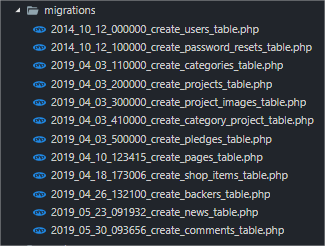 migrations
2014_10_12_000000_create_users_table.php
2014_10_12_100000_create_password_resets_table.php
2019_04_03_110000_create_categories_table.php
2019_04_03_200000_create_projects_table.php
2019_04_03_300000_create_project_images_table.php
2019_04_03_410000_create_category_project_table.php
2019_04_03_500000_create_pledges_table.php
2019_04_10_123415_create_pages_table.php
2019_04_18_173006_create_shop_items_table.php
2019_04_26_132100_create_backers_table.php
2019_05_23_091932_create_news_table.php
2019_05_30_093656_create_comments_table.php